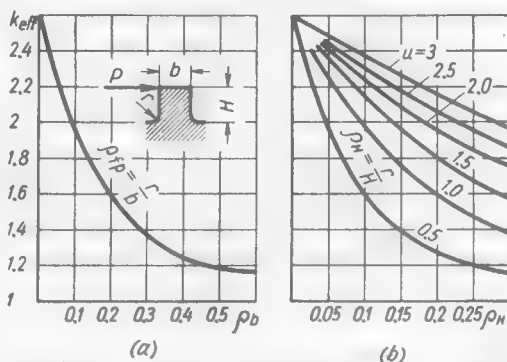 k_eff
2,4
2,2
2
1.8
1.6
1.4
1.2
1
P
b
H
r
ρ_fp = r/b
0,1 0,2 0,3 0,4 0,5 ρ_b
(a)
u=3
2,5
2,0
1.5
1.0
0.5
ρ_H = r/H
0.05 0.1 0,15 0,2 0,25 ρ_H
(b)